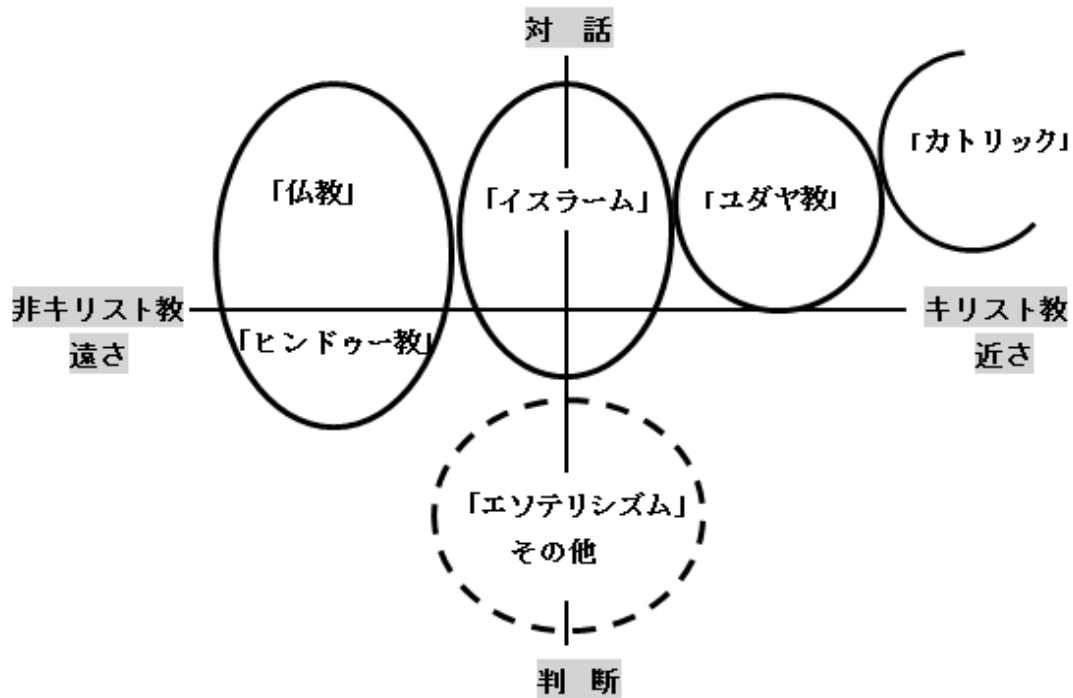 対 話
「カトリック」
「仏教」
「イスラーム」
「ユダヤ教」
非キリスト教
遠さ
「ヒンドゥー教」
キリスト教
近さ
「エソテリシズム」
その他
判 断